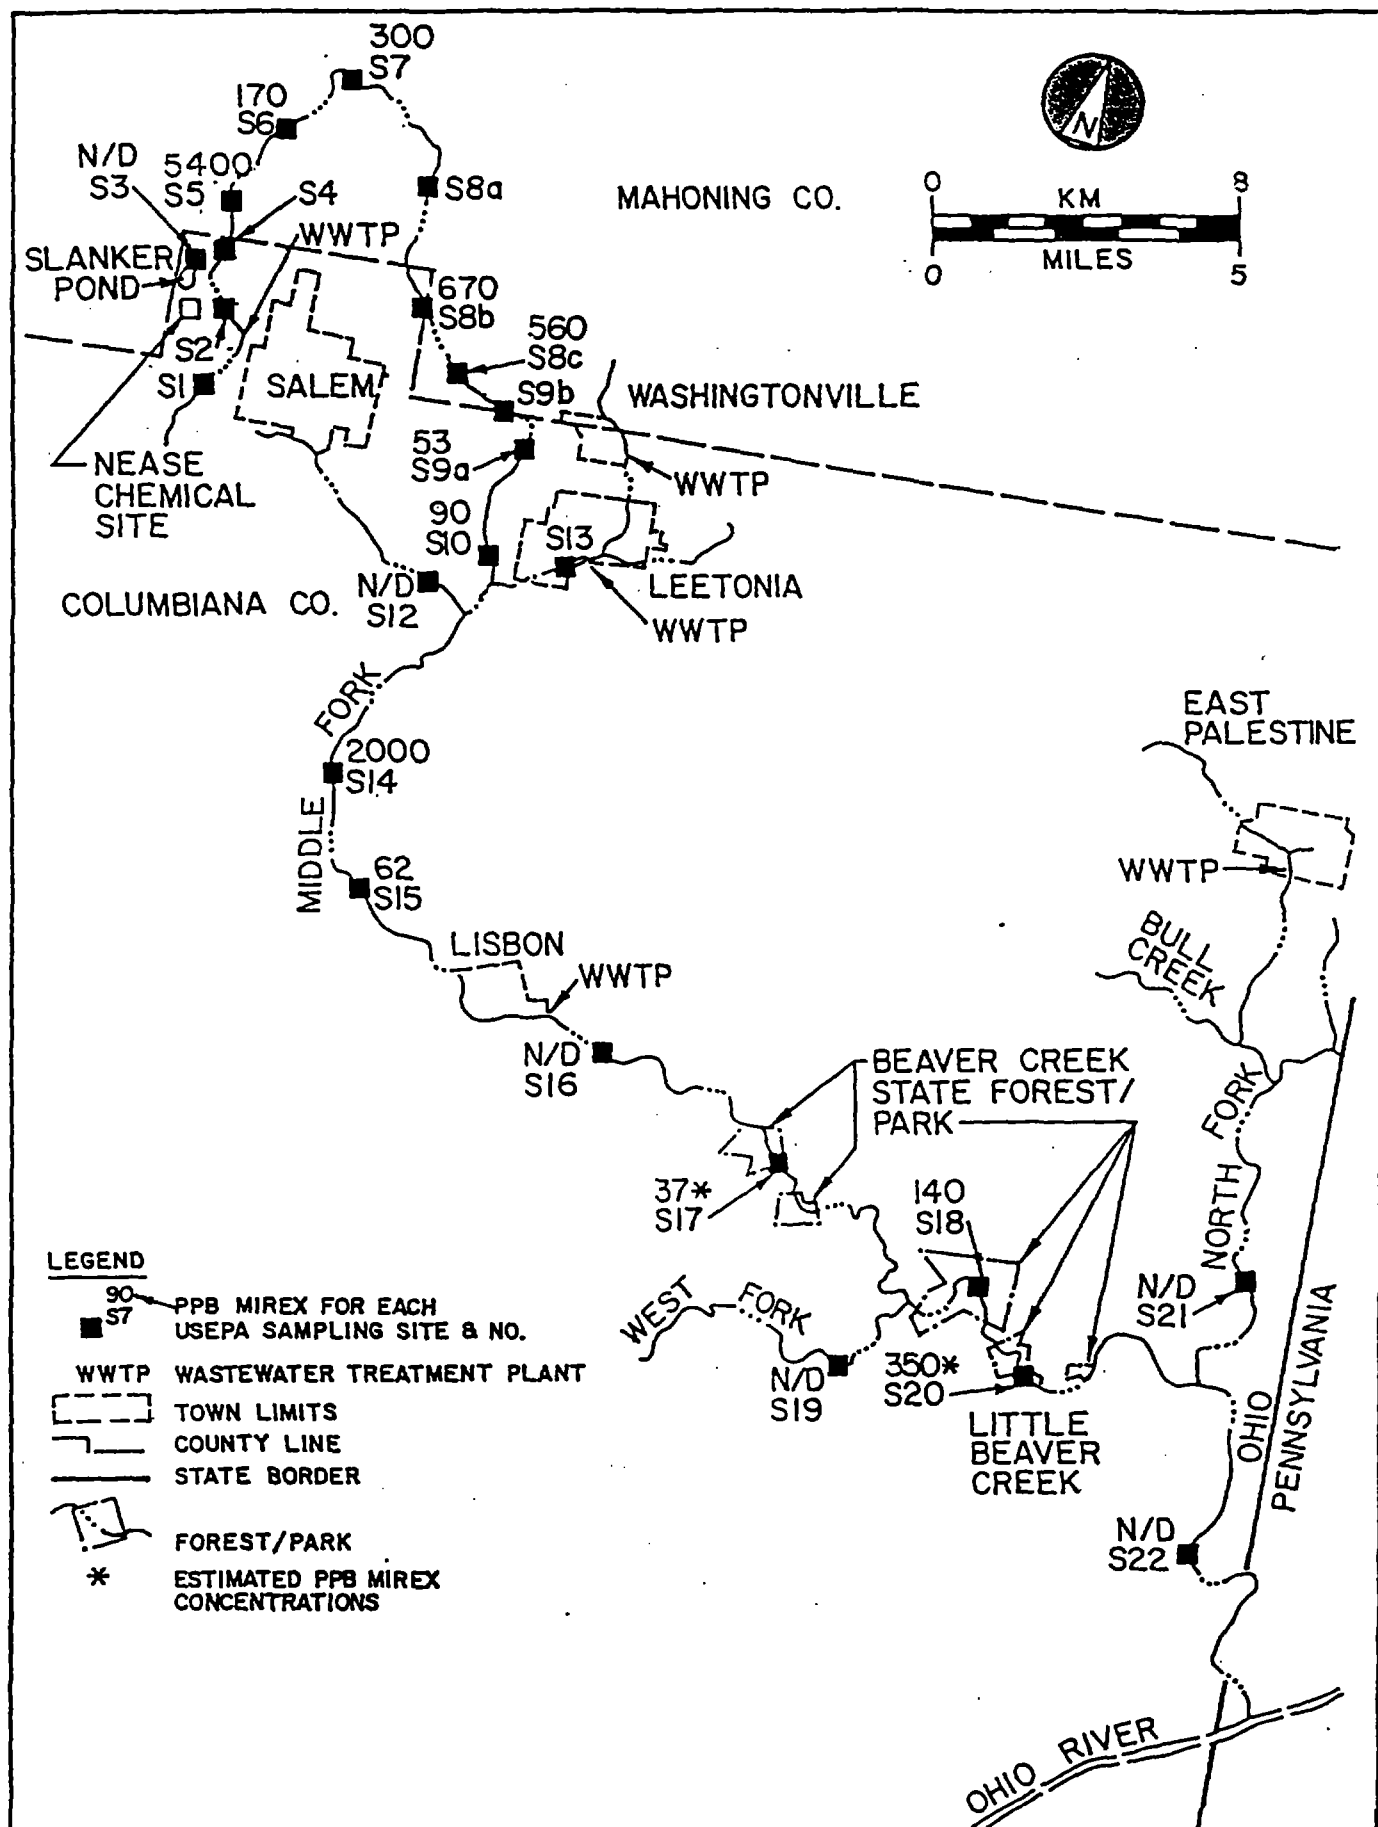 300
S7
170
S6
N/D
S3
5400
S5
S4
WWTP
S8a
MAHONING CO.
N
0
8
KM
MILES
0
5
SLANKER
POND
S2
S1
SALEM
670
S8b
560
S8c
S9b
WASHINGTONVILLE
53
S9a
WWTP
NEASE
CHEMICAL
SITE
90
S10
S13
LEETONIA
WWTP
N/D
S12
COLUMBIANA CO.
MIDDLE FORK
2000
S14
62
S15
LISBON
WWTP
N/D
S16
EAST
PALESTINE
WWTP
BULL
CREEK
NORTH FORK
BEAVER CREEK
STATE FOREST/
PARK
37*
S17
140
S18
WEST FORK
N/D
S19
350*
S20
LITTLE
BEAVER
CREEK
N/D
S21
OHIO
PENNSYLVANIA
N/D
S22
OHIO RIVER
LEGEND
90
S7
PPB MIREX FOR EACH
USEPA SAMPLING SITE & NO.
WWTP WASTEWATER TREATMENT PLANT
TOWN LIMITS
COUNTY LINE
STATE BORDER
FOREST/PARK
* ESTIMATED PPB MIREX
CONCENTRATIONS